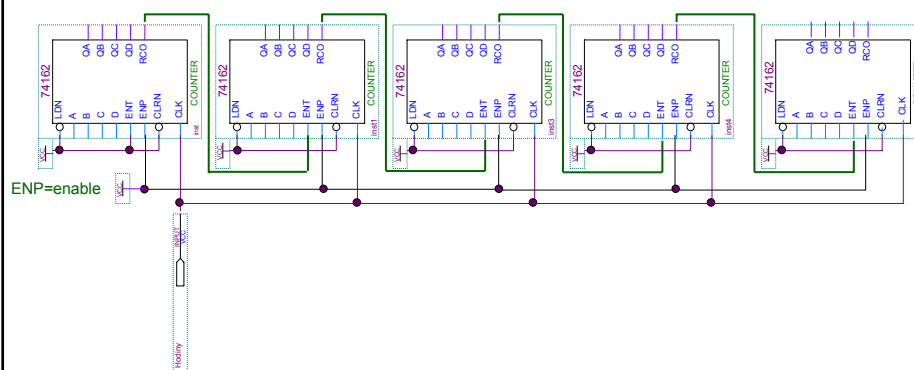 QA QB QC QD RCO
74162
COUNTER
LDN A B C D ENT ENP CLRN CLK
inst
VCC
QA QB QC QD RCO
74162
COUNTER
LDN A B C D ENT ENP CLRN CLK
inst1
VCC
QA QB QC QD RCO
74162
COUNTER
LDN A B C D ENT ENP CLRN CLK
inst3
VCC
QA QB QC QD RCO
74162
COUNTER
LDN A B C D ENT ENP CLRN CLK
inst4
VCC
QA QB QC QD RCO
74162
LDN A B C D ENT ENP CLRN CLK
VCC
ENP=enable
VCC
INPUT
VCC
Hodiny